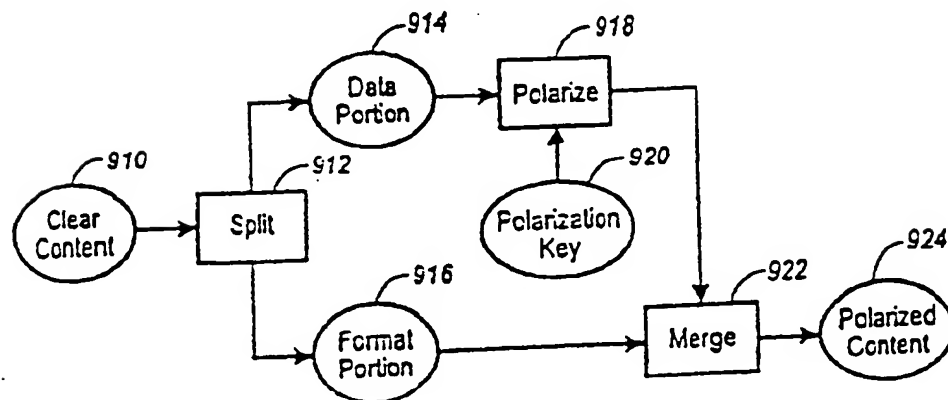 914
918
Data
Portion
Polarize
910
912
920
Clear
Content
Split
Polarization
Key
924
916
922
Format
Portion
Merge
Polarized
Content